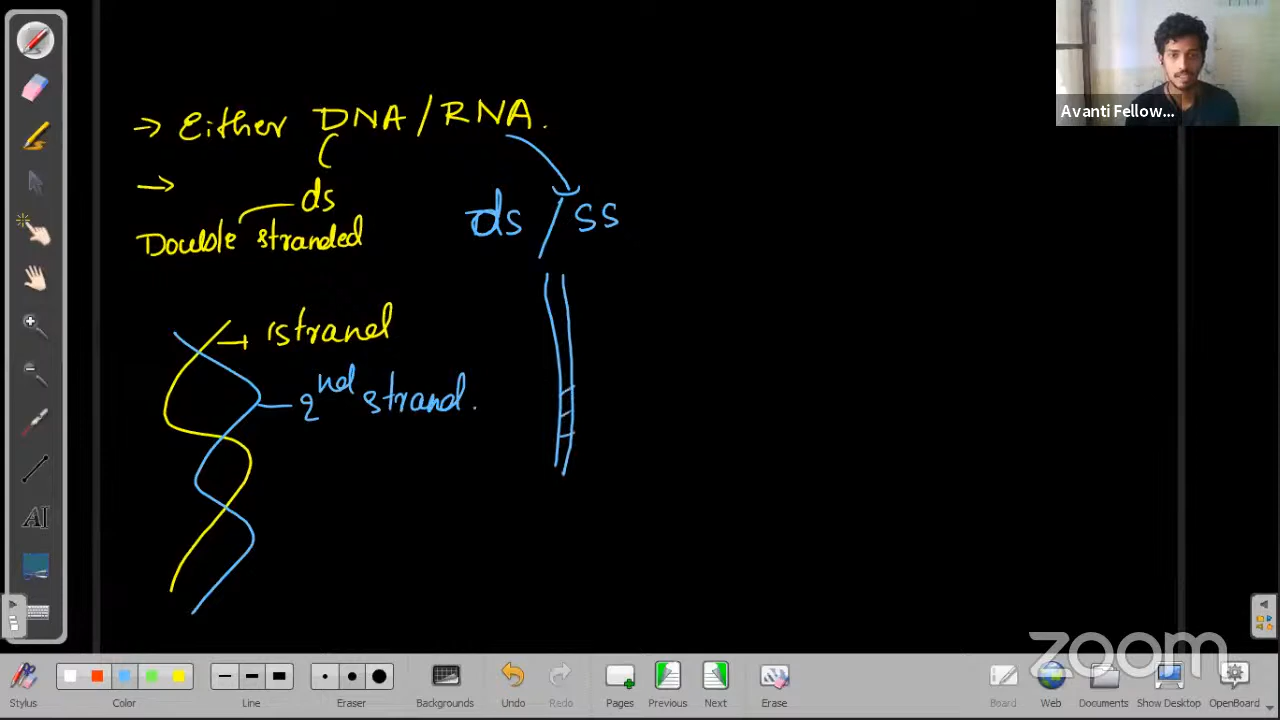 Avanti Fellow...
→ Either DNA/RNA.
→
ds
Double stranded
ds / ss
1strand
2nd strand.
AI
zoom
Stylus
Color
Line
Eraser
Backgrounds
Undo
Redo
Pages
Previous
Next
Erase
Board
Web
Documents
Show Desktop
OpenBoard